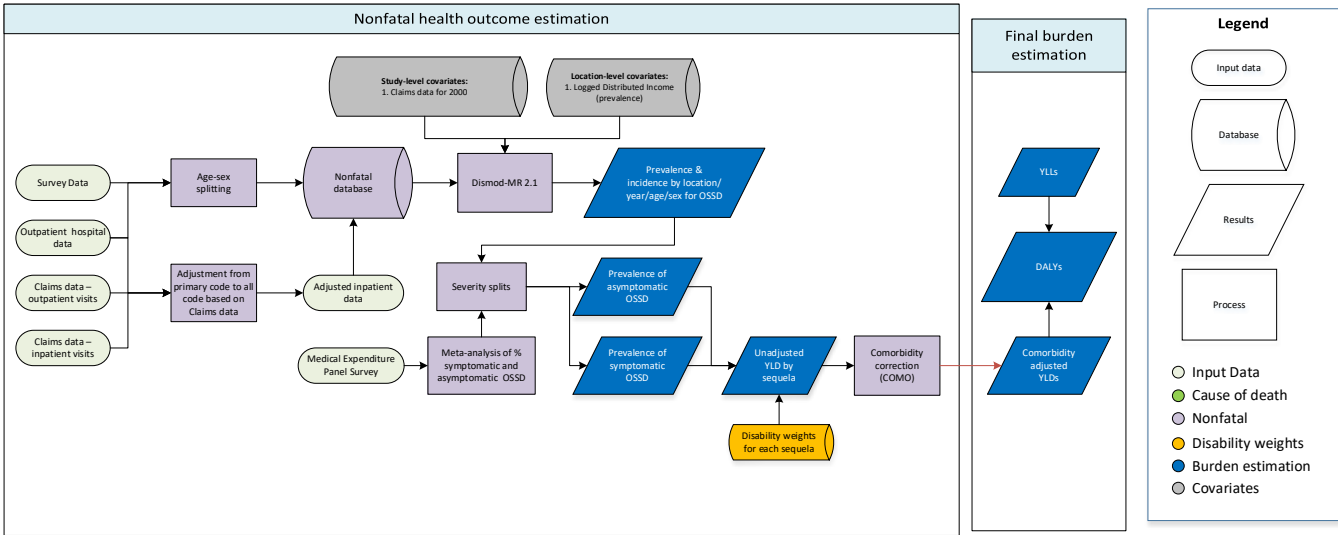 Nonfatal health outcome estimation
Final burden
estimation
Legend
Study-level covariates:
1. Claims data for 2000
Location-level covariates:
1. Logged Distributed Income
(prevalence)
Input data
Database
Results
Process
Survey Data
Age-sex
splitting
Nonfatal
database
Dismod-MR 2.1
Prevalence &
incidence by location/
year/age/sex for OSSD
YLLs
Outpatient hospital
data
DALYs
Claims data –
outpatient visits
Adjustment from
primary code to all
code based on
Claims data
Adjusted inpatient
data
Severity splits
Prevalence of
asymptomatic
OSSD
Claims data –
inpatient visits
Medical Expenditure
Panel Survey
Meta-analysis of %
symptomatic and
asymptomatic OSSD
Prevalence of
symptomatic
OSSD
Unadjusted
YLD by
sequela
Comorbidity
correction
(COMO)
Comorbidity
adjusted YLDs
Disability weights
for each sequela
Input Data
Cause of death
Nonfatal
Disability weights
Burden estimation
Covariates